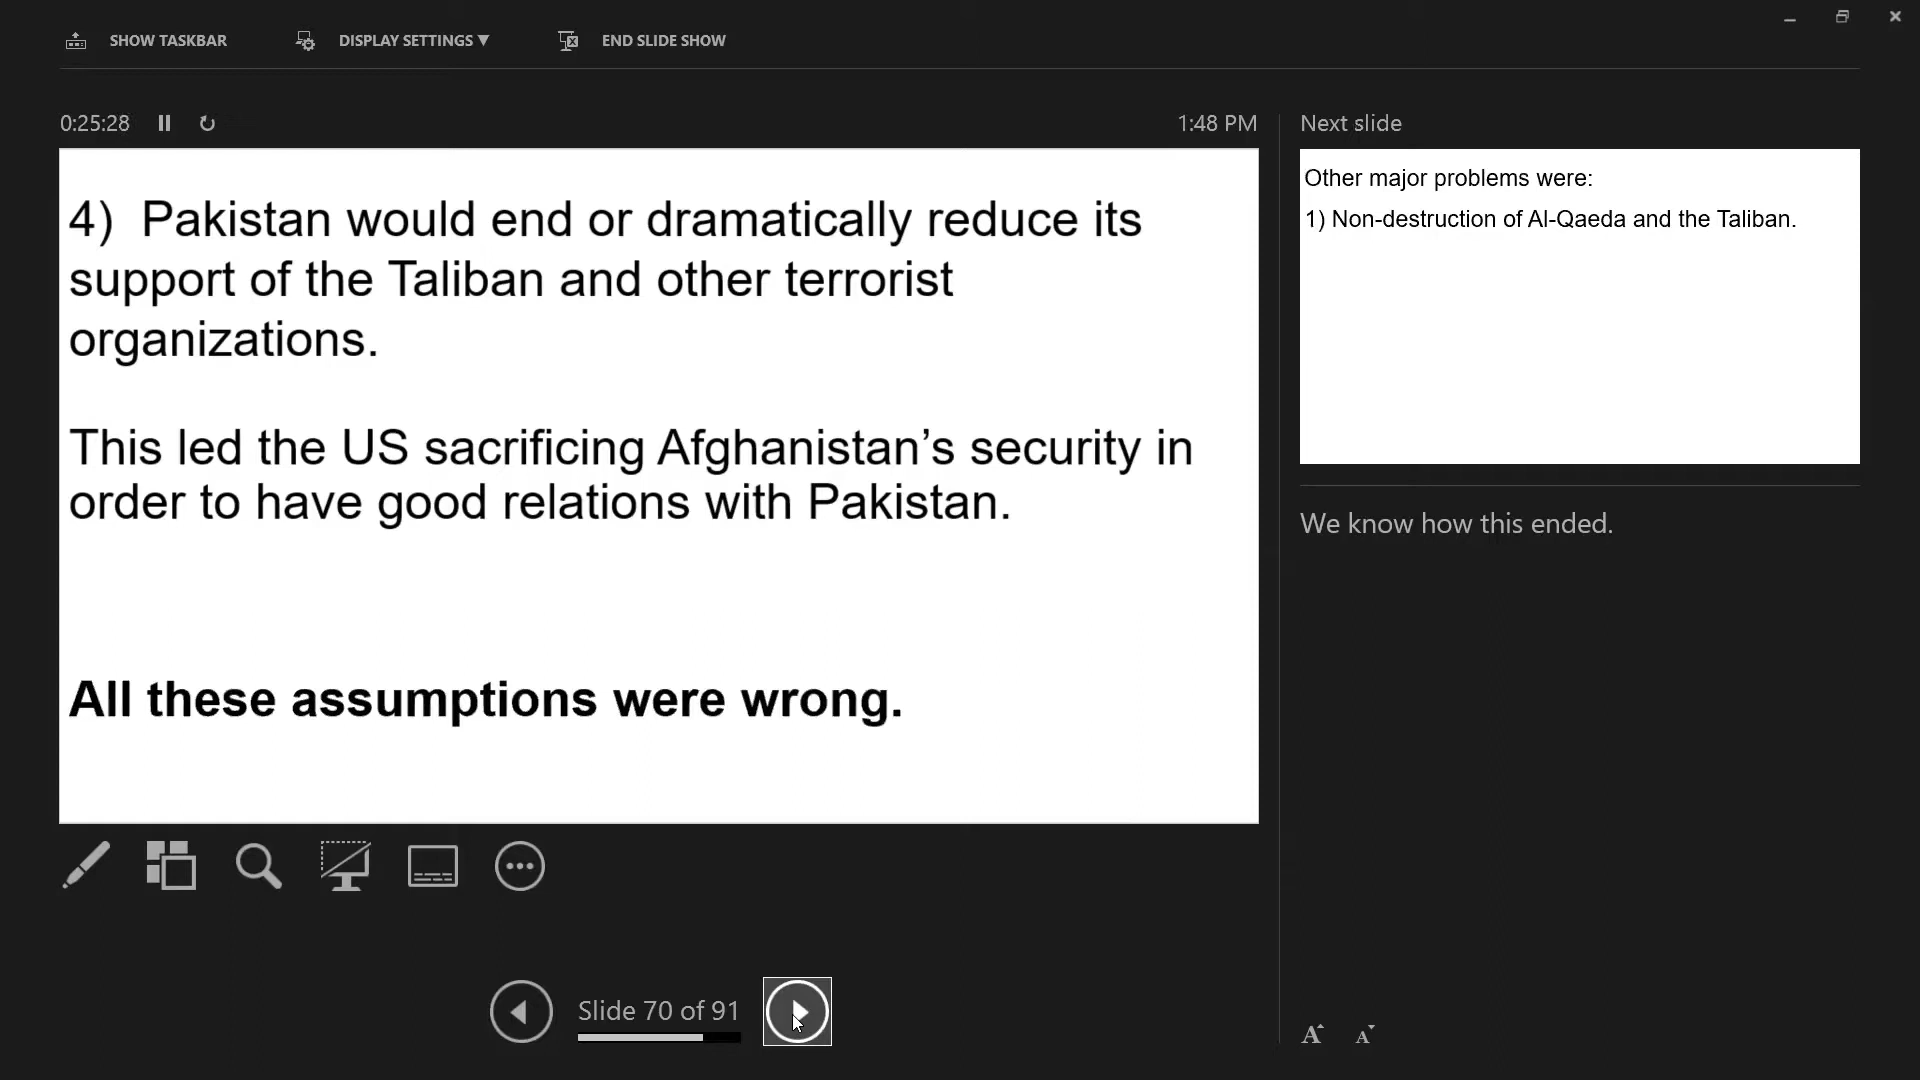 SHOW TASKBAR
DISPLAY SETTINGS ▼
END SLIDE SHOW
0:25:28
1:48 PM
4)  Pakistan would end or dramatically reduce its
support of the Taliban and other terrorist
organizations.
This led the US sacrificing Afghanistan’s security in
order to have good relations with Pakistan.
All these assumptions were wrong.
Slide 70 of 91
Next slide
Other major problems were:
1) Non-destruction of Al-Qaeda and the Taliban.
We know how this ended.
A A